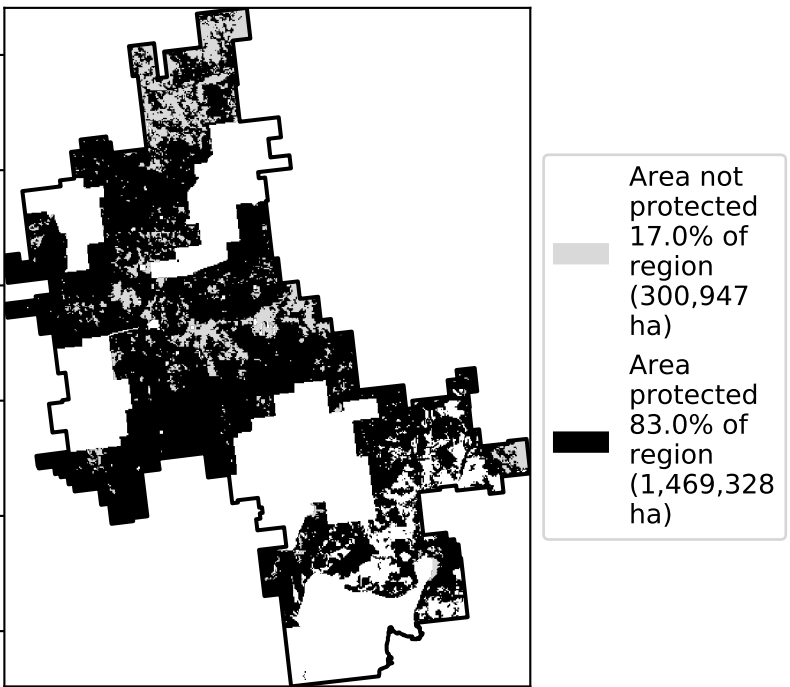 Area not
protected
17.0% of
region
(300,947
ha)
Area
protected
83.0% of
region
(1,469,328
ha)